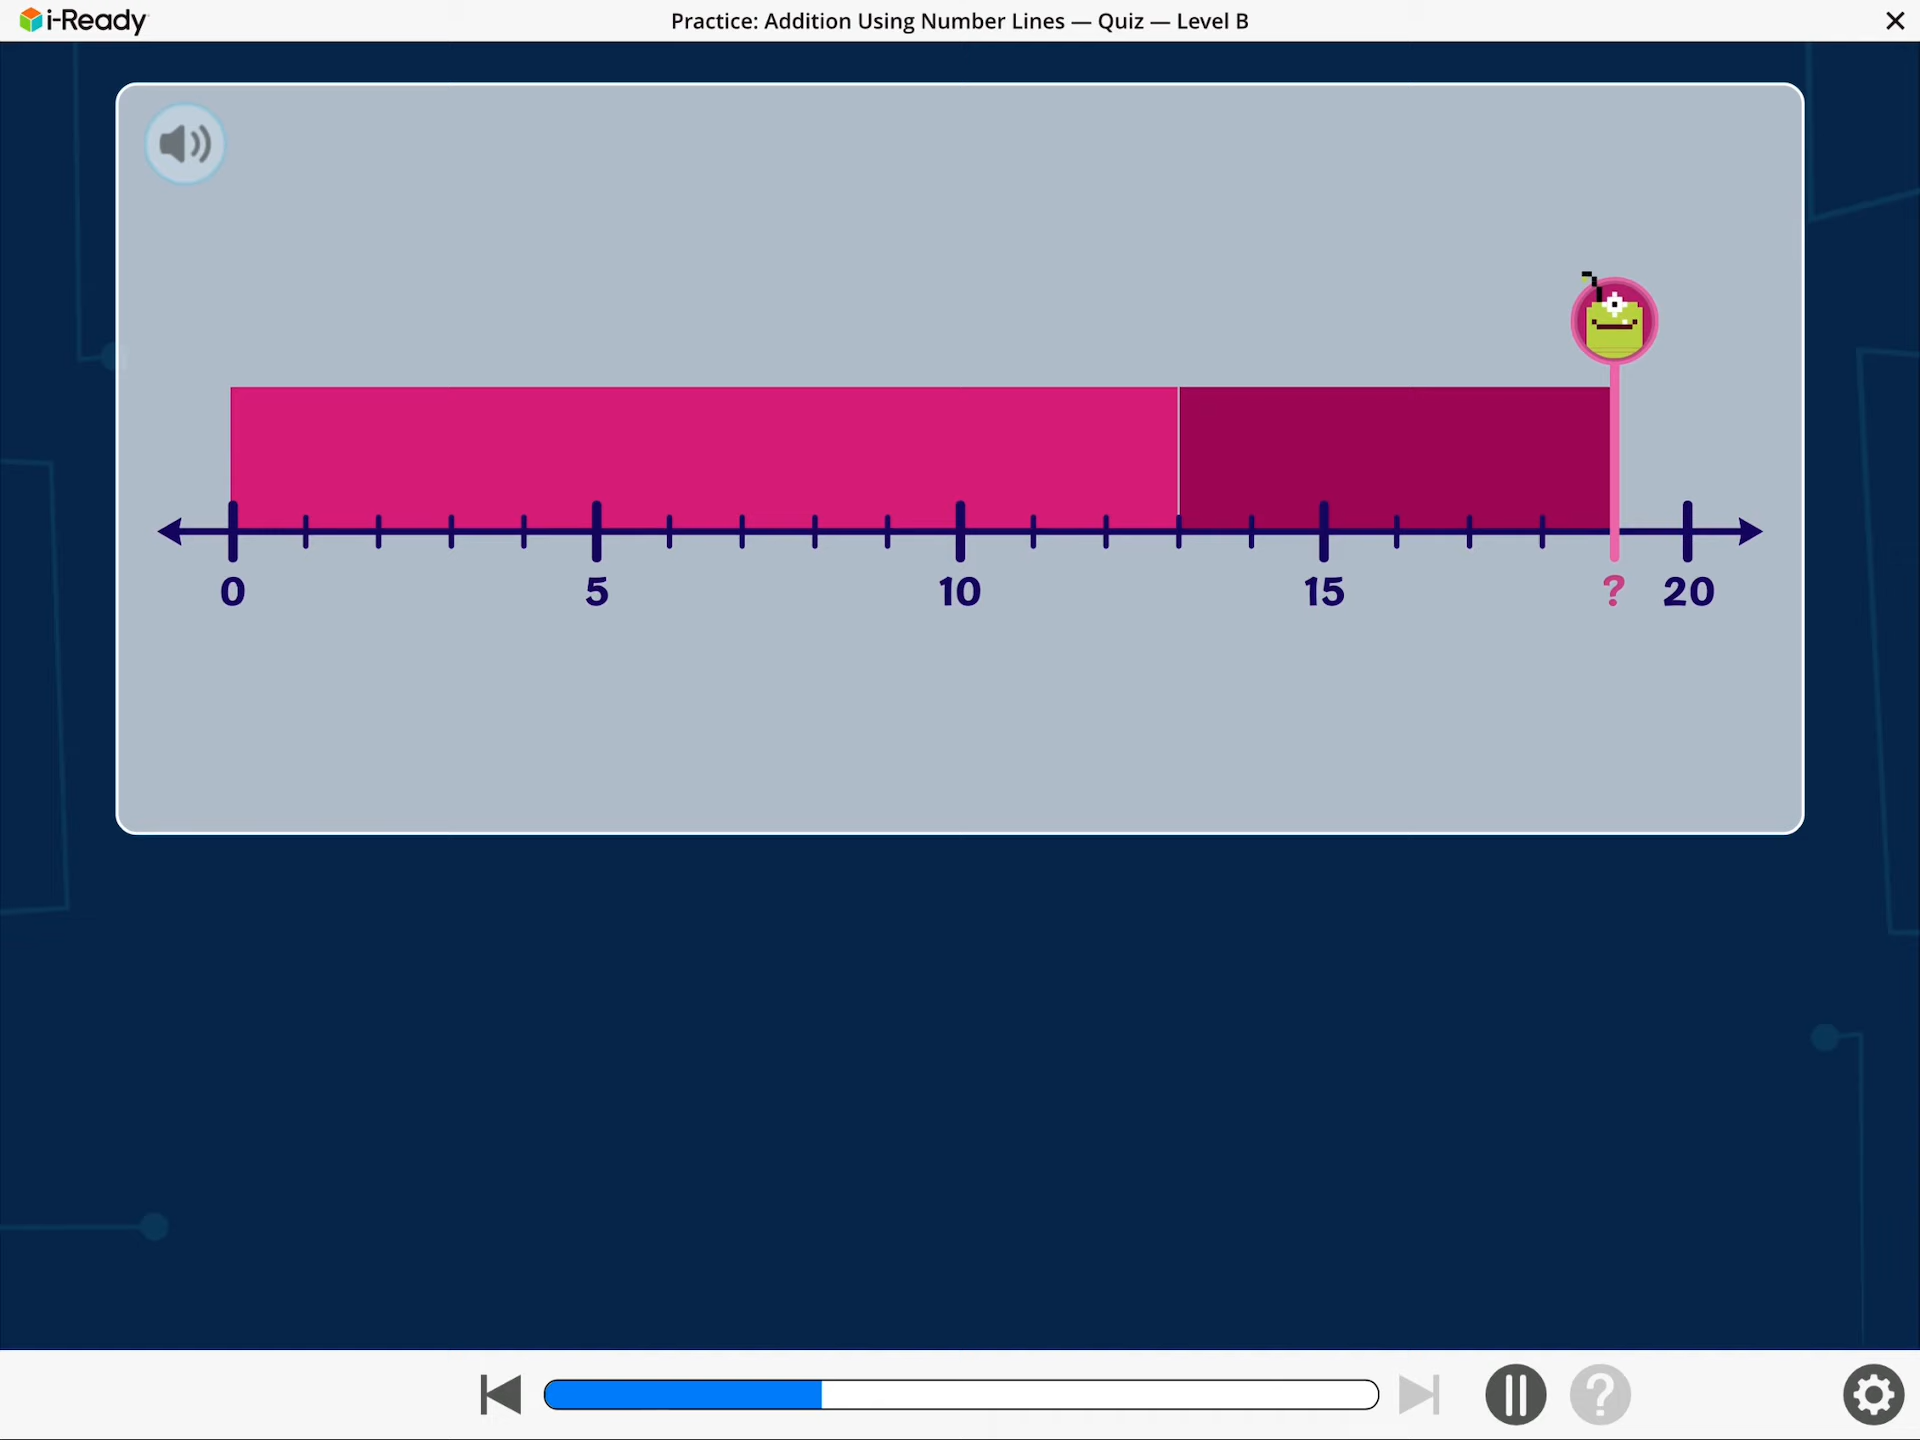 i-Ready
Practice: Addition Using Number Lines — Quiz — Level B
0 5 10 15 ? 20
?